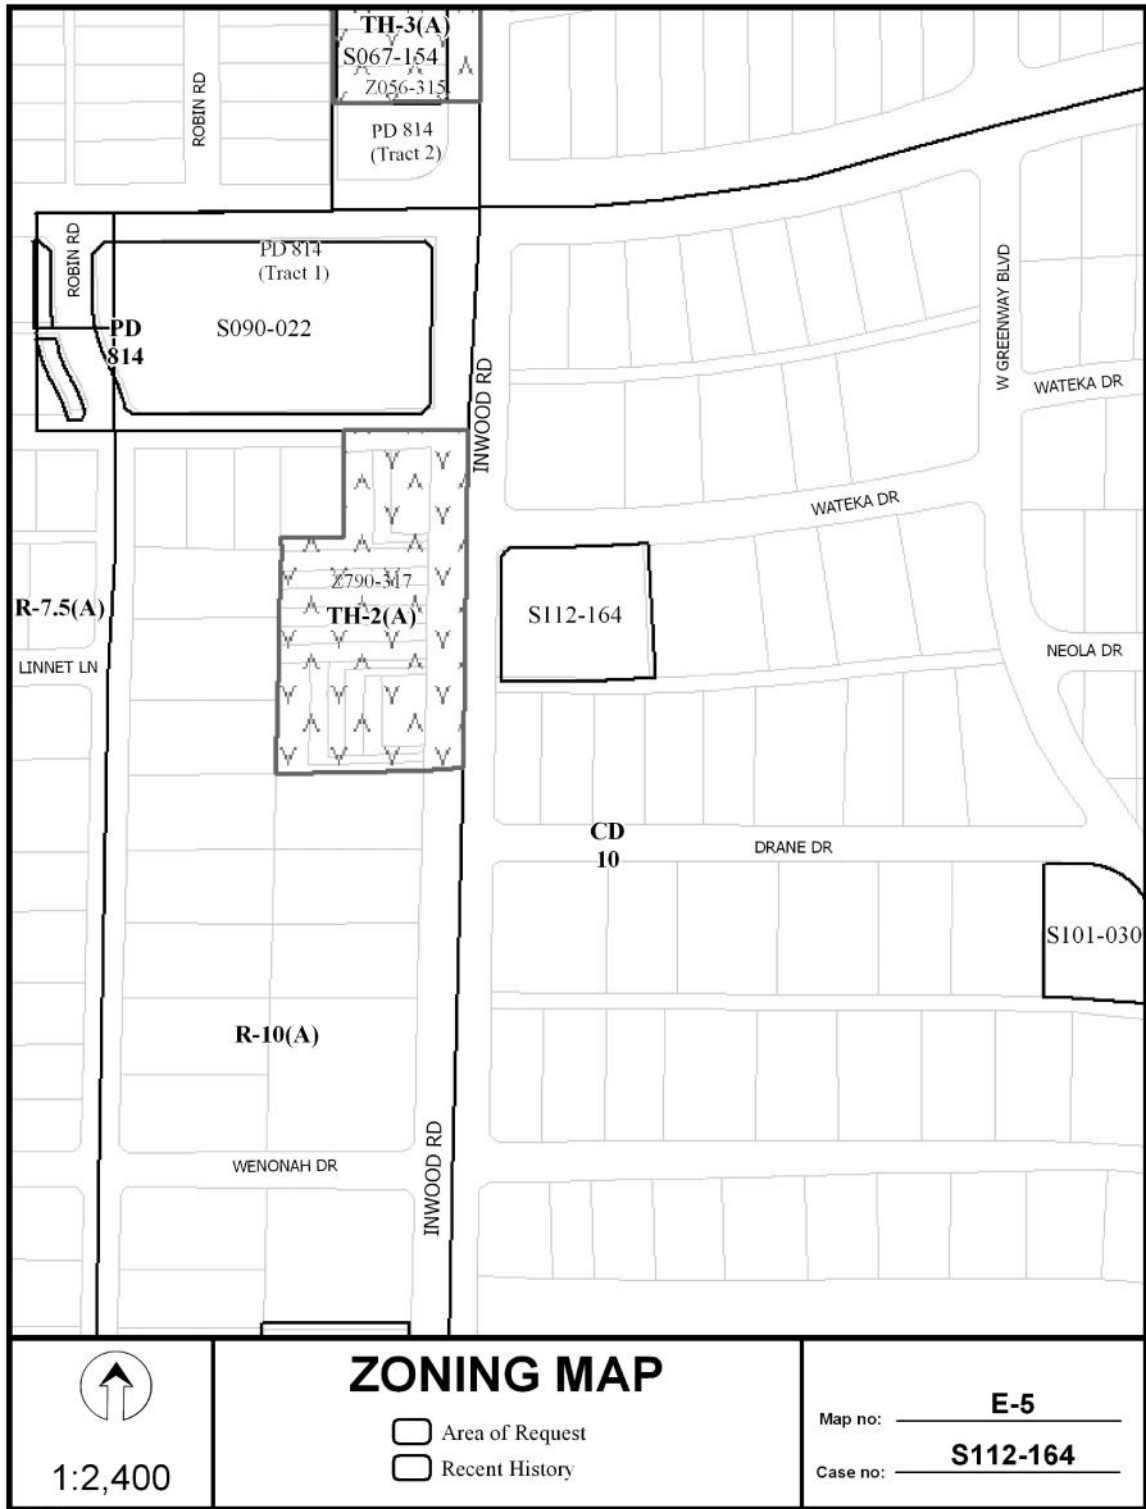 TH-3(A)
S067-154
Z056-315
ROBIN RD
PD 814
(Tract 2)
ROBIN RD
PD 814
(Tract 1)
S090-022
PD
814
W GREENWAY BLVD
INWOOD RD
WATEKA DR
WATEKA DR
Z790-317
TH-2(A)
S112-164
R-7.5(A)
LINNET LN
NEOLA DR
CD
10
DRANE DR
S101-030
R-10(A)
WENONAH DR
INWOOD RD
1:2,400
ZONING MAP
Area of Request
Recent History
Map no: E-5
Case no: S112-164